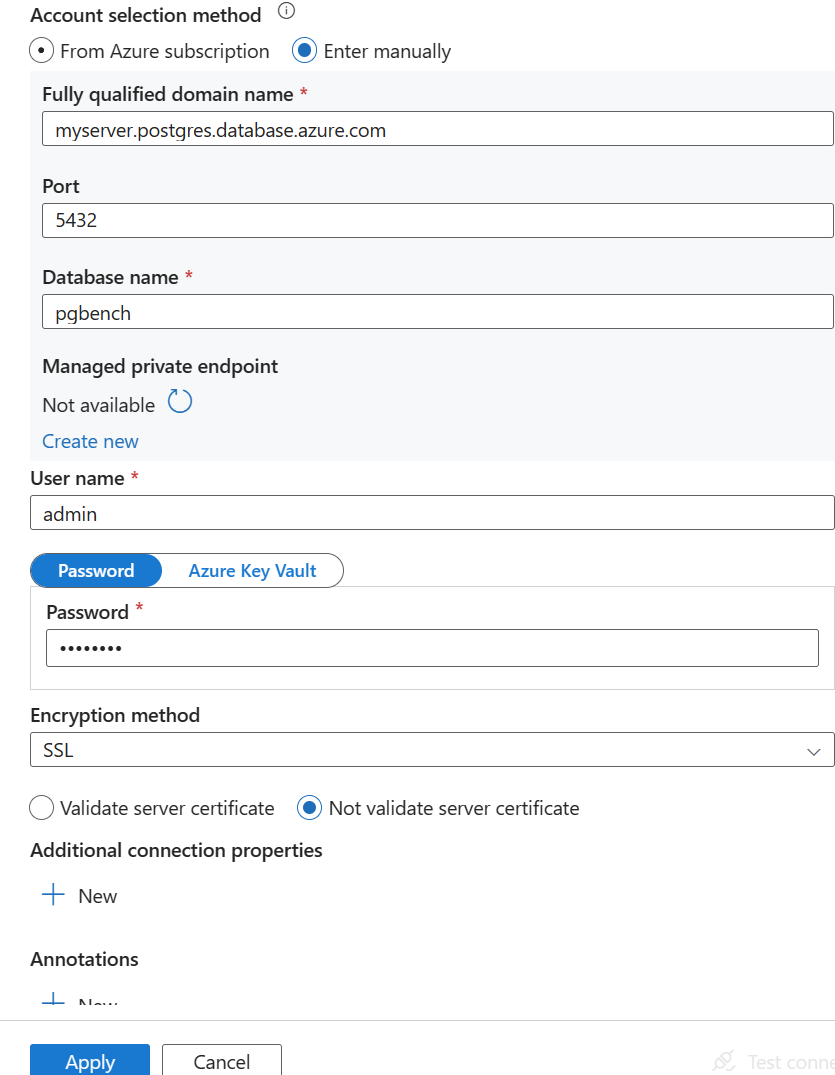 Account selection method
From Azure subscription Enter manually
Fully qualified domain name *
myserver.postgres.database.azure.com
Port
5432
Database name *
pgbench
Managed private endpoint
Not available
Create new
User name *
admin
Password Azure Key Vault
Password *
••••••••
Encryption method
SSL
Validate server certificate Not validate server certificate
Additional connection properties
New
Annotations
New
Apply Cancel Test conne